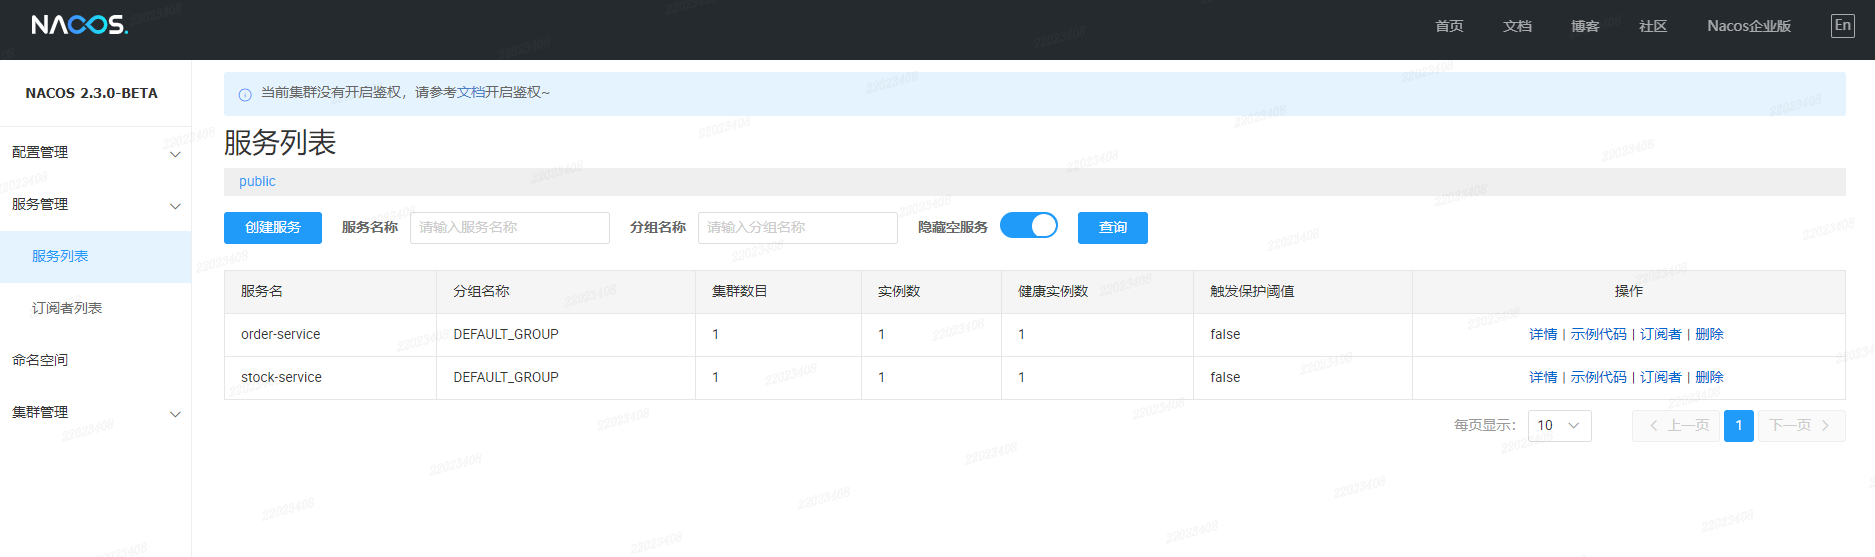 NACOS.
首页 文档 博客 社区 Nacos企业版 En
NACOS 2.3.0-BETA
配置管理
服务管理
服务列表
订阅者列表
命名空间
集群管理
当前集群没有开启鉴权，请参考文档开启鉴权~
服务列表
public
创建服务 服务名称 请输入服务名称 分组名称 请输入分组名称 隐藏空服务 查询
服务名 分组名称 集群数目 实例数 健康实例数 触发保护阈值 操作
order-service DEFAULT_GROUP 1 1 1 false 详情 | 示例代码 | 订阅者 | 删除
stock-service DEFAULT_GROUP 1 1 1 false 详情 | 示例代码 | 订阅者 | 删除
每页显示： 10 上一页 1 下一页
22023408